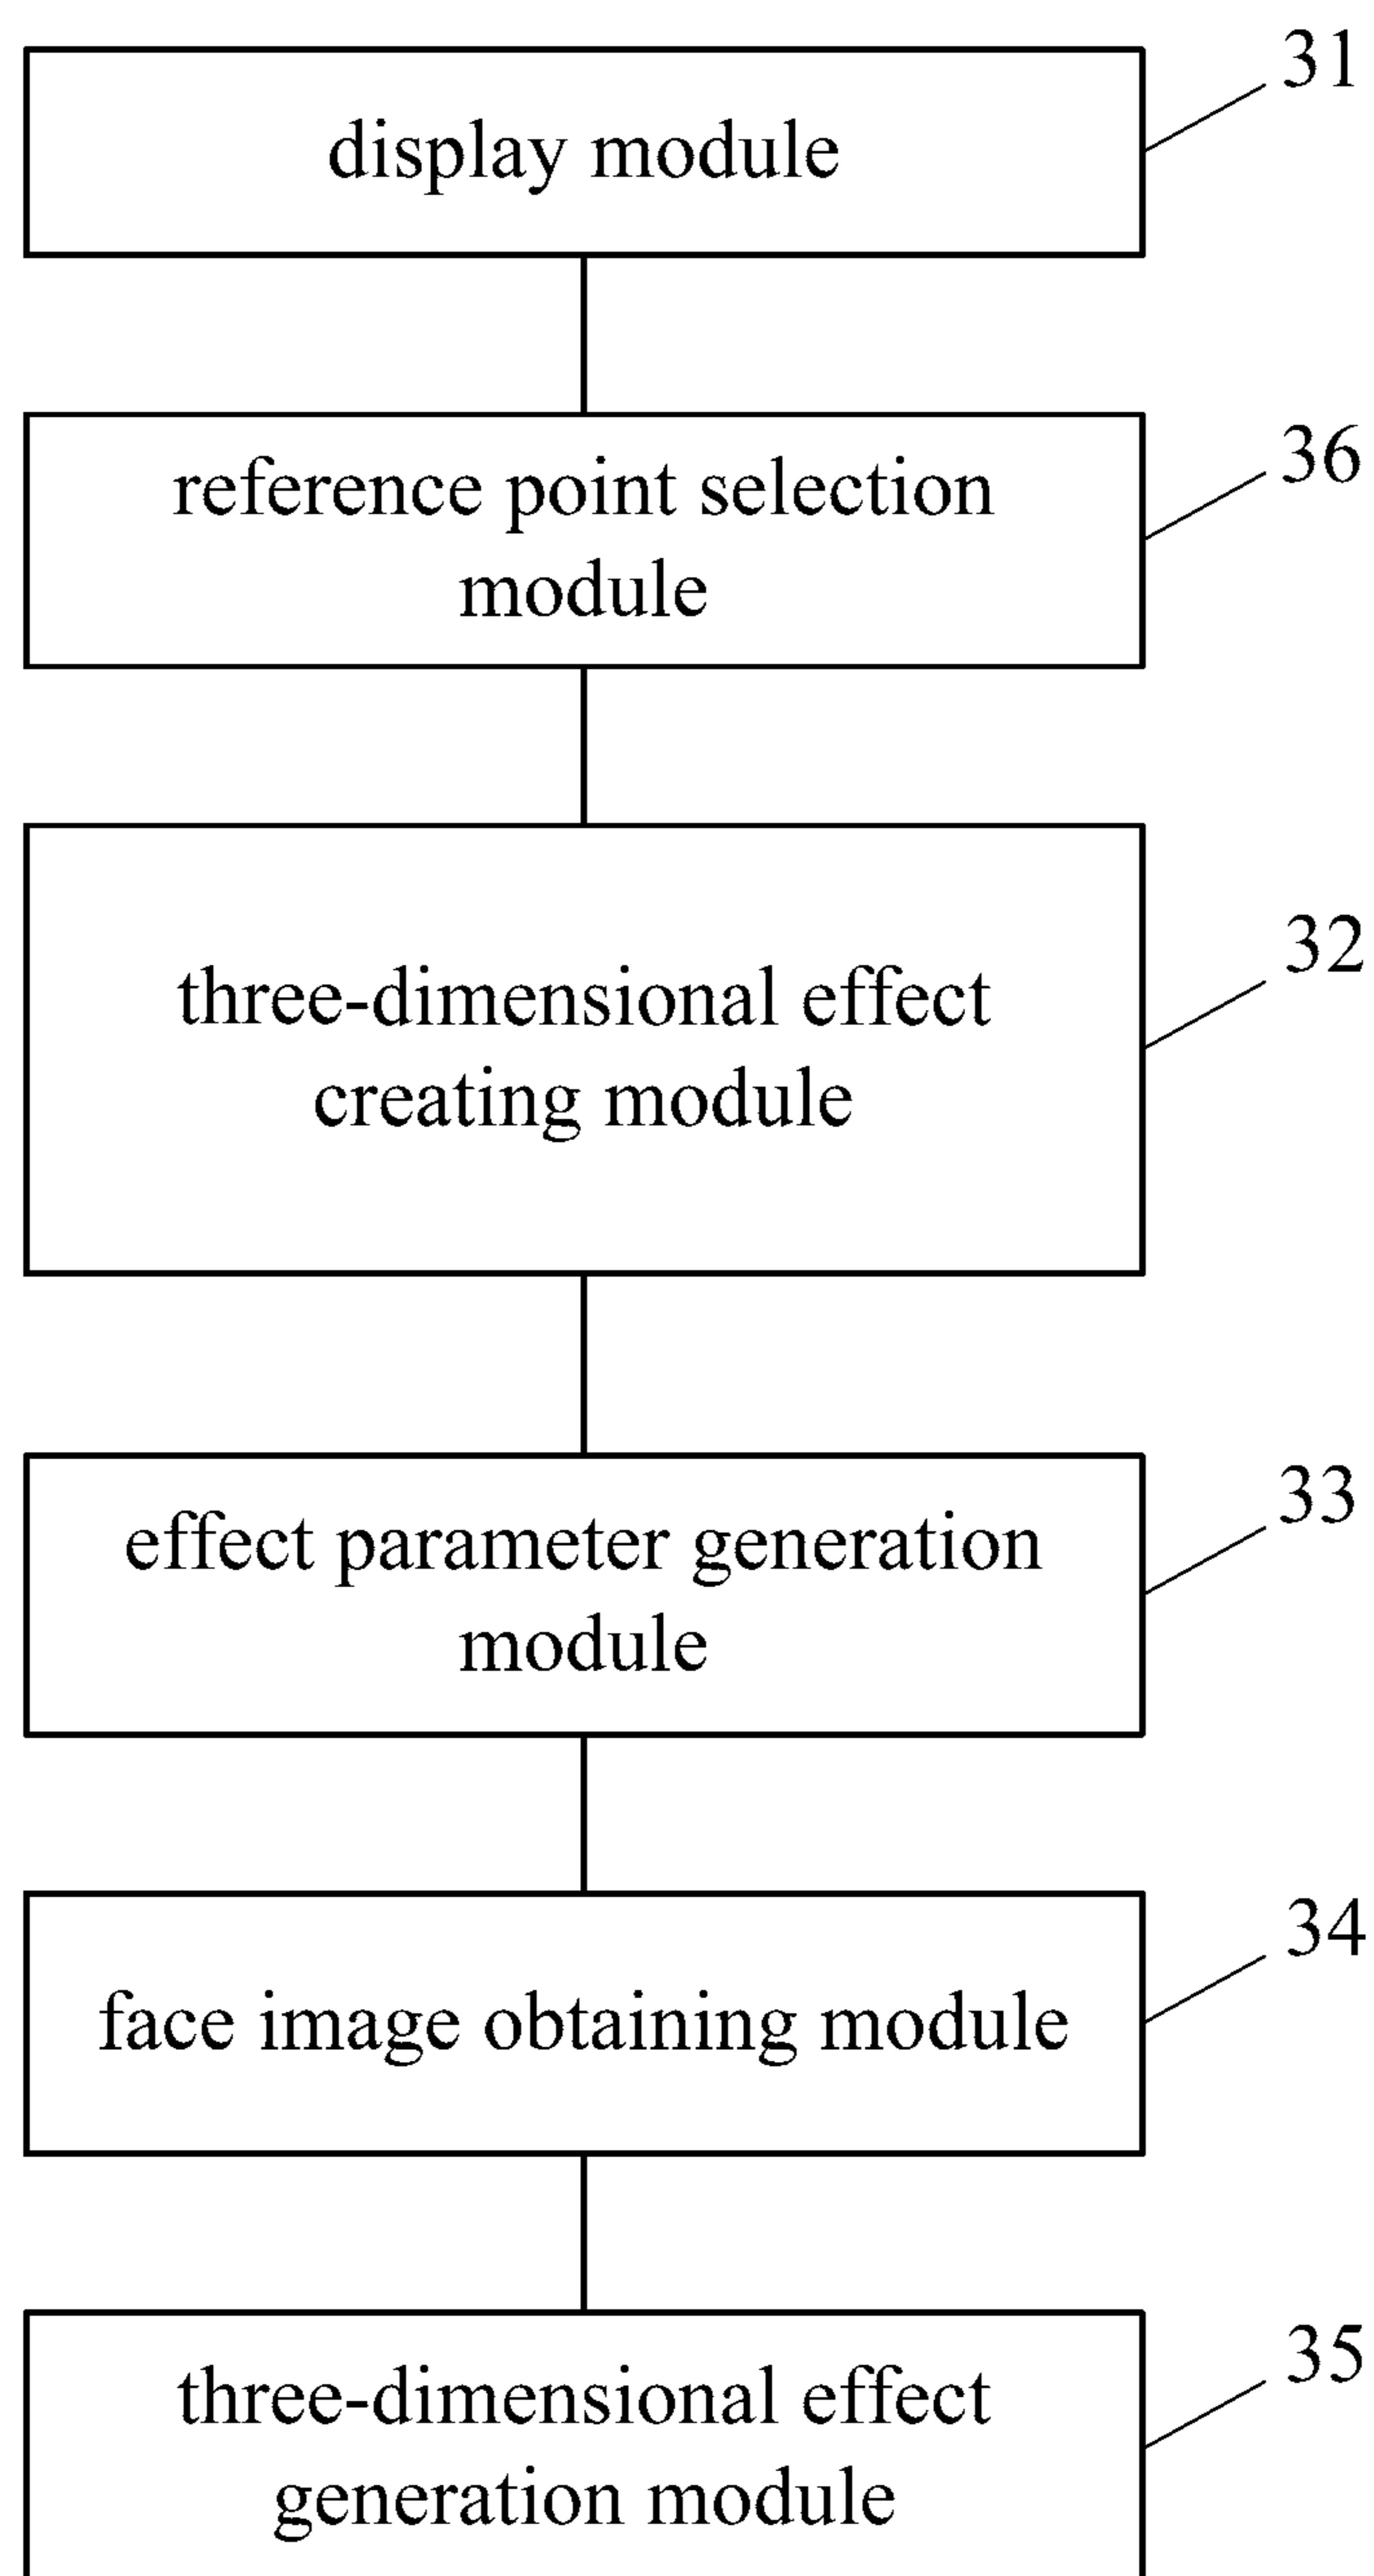 31
display module
36
reference point selection
module
32
three-dimensional effect
creating module
33
effect parameter generation
module
34
face image obtaining module
35
three-dimensional effect
generation module